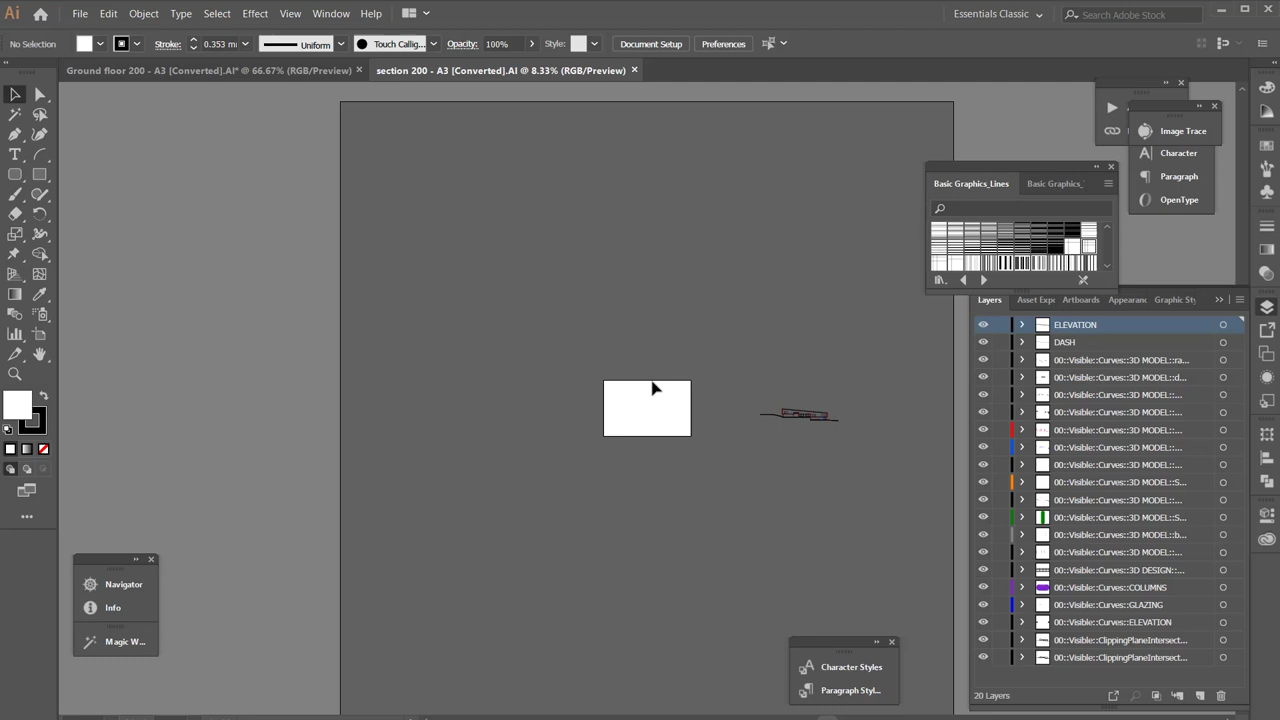 Ai File Edit Object Type Select Effect View Window Help Essentials Classic Search Adobe Stock
No Selection Stroke: 0.353 m Uniform Touch Callig... Opacity: 100% Style: Document Setup Preferences
Ground floor 200 - A3 [Converted].AI* @ 66.67% (RGB/Preview) section 200 - A3 [Converted].AI @ 8.33% (RGB/Preview)
Image Trace
Character
Paragraph
OpenType
Basic Graphics_Lines Basic Graphics_
Layers Asset Exp Artboards Appearanc Graphic Sty
ELEVATION
DASH
00::Visible::Curves::3D MODEL::ra...
00::Visible::Curves::3D MODEL::d...
00::Visible::Curves::3D MODEL::...
00::Visible::Curves::3D MODEL::...
00::Visible::Curves::3D MODEL::...
00::Visible::Curves::3D MODEL::...
00::Visible::Curves::3D MODEL::...
00::Visible::Curves::3D MODEL::S...
00::Visible::Curves::3D MODEL::...
00::Visible::Curves::3D MODEL::S...
00::Visible::Curves::3D MODEL::b...
00::Visible::Curves::3D MODEL::...
00::Visible::Curves::3D DESIGN::...
00::Visible::Curves::COLUMNS
00::Visible::Curves::GLAZING
00::Visible::Curves::ELEVATION
00::Visible::ClippingPlaneIntersect...
00::Visible::ClippingPlaneIntersect...
20 Layers
Navigator
Info
Magic W...
Character Styles
Paragraph Styl...